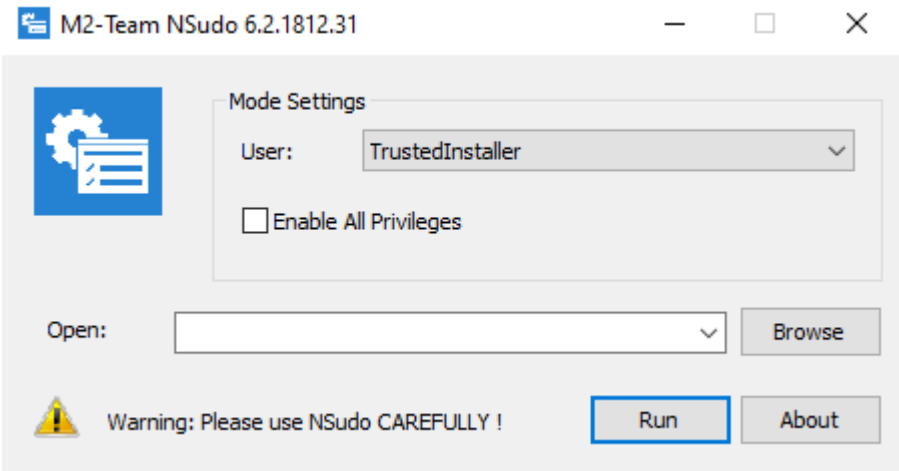 M2-Team NSudo 6.2.1812.31
Mode Settings
User: TrustedInstaller
Enable All Privileges
Open: Browse
Warning: Please use NSudo CAREFULLY ! Run About